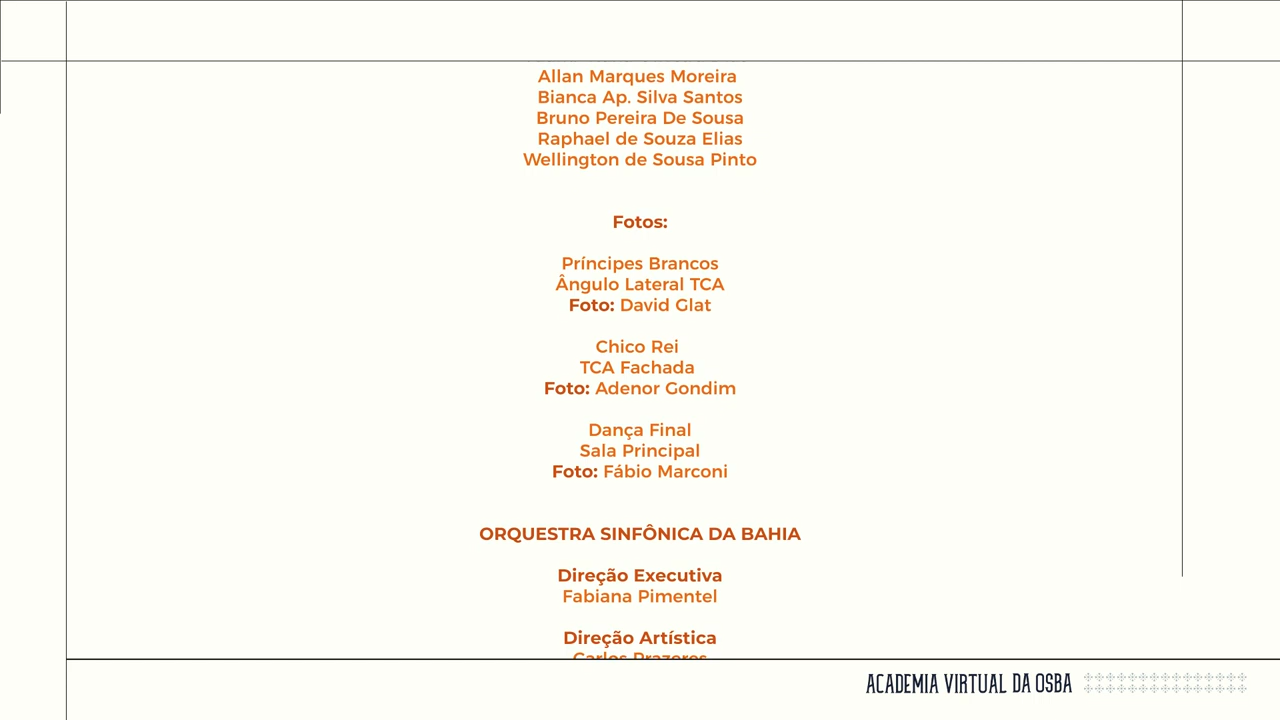 Allan Marques Moreira
Bianca Ap. Silva Santos
Bruno Pereira De Sousa
Raphael de Souza Elias
Wellington de Sousa Pinto
Fotos:
Príncipes Brancos
Ângulo Lateral TCA
Foto: David Glat
Chico Rei
TCA Fachada
Foto: Adenor Gondim
Dança Final
Sala Principal
Foto: Fábio Marconi
ORQUESTRA SINFÔNICA DA BAHIA
Direção Executiva
Fabiana Pimentel
Direção Artística
Carlos Prazeres
ACADEMIA VIRTUAL DA OSBA